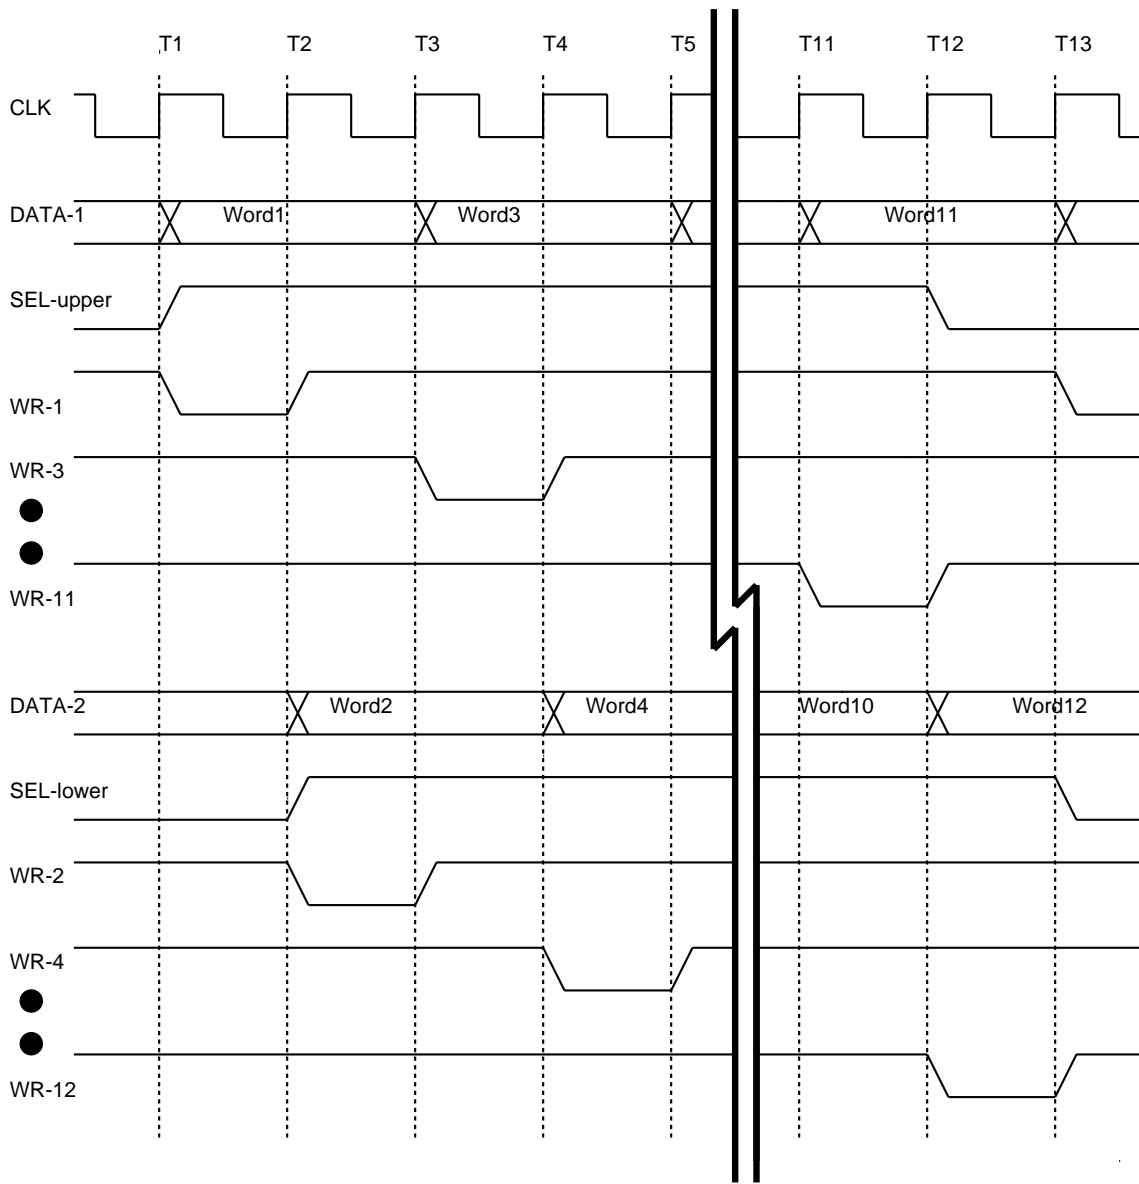 T1 T2 T3 T4 T5 T11 T12 T13
CLK
DATA-1 Word1 Word3 Word11
SEL-upper
WR-1
WR-3
WR-11
DATA-2 Word2 Word4 Word10 Word12
SEL-lower
WR-2
WR-4
WR-12